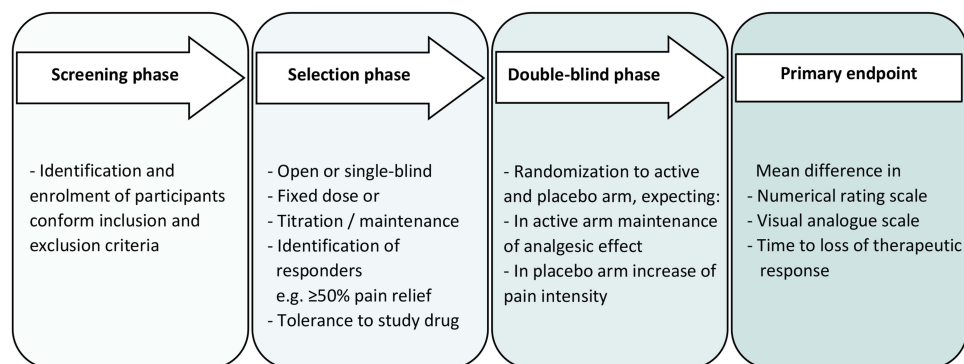 Screening phase
- Identification and
enrolment of participants
conform inclusion and
exclusion criteria
Selection phase
- Open or single-blind
- Fixed dose or
- Titration / maintenance
- Identification of
responders
e.g. ≥50% pain relief
- Tolerance to study drug
Double-blind phase
- Randomization to active
and placebo arm, expecting:
- In active arm maintenance
of analgesic effect
- In placebo arm increase of
pain intensity
Primary endpoint
Mean difference in
- Numerical rating scale
- Visual analogue scale
- Time to loss of therapeutic
response